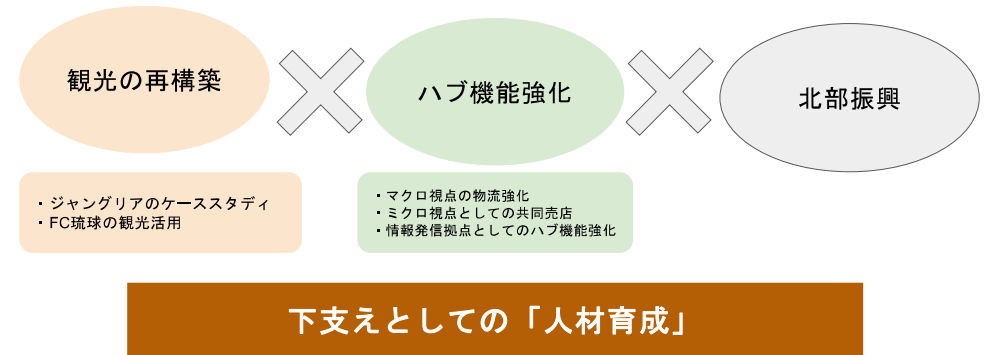 観光の再構築
ハブ機能強化
北部振興
・ジャングリアのケーススタディ
・FC琉球の観光活用
・マクロ視点の物流強化
・ミクロ視点としての共同売店
・情報発信拠点としてのハブ機能強化
下支えとしての「人材育成」